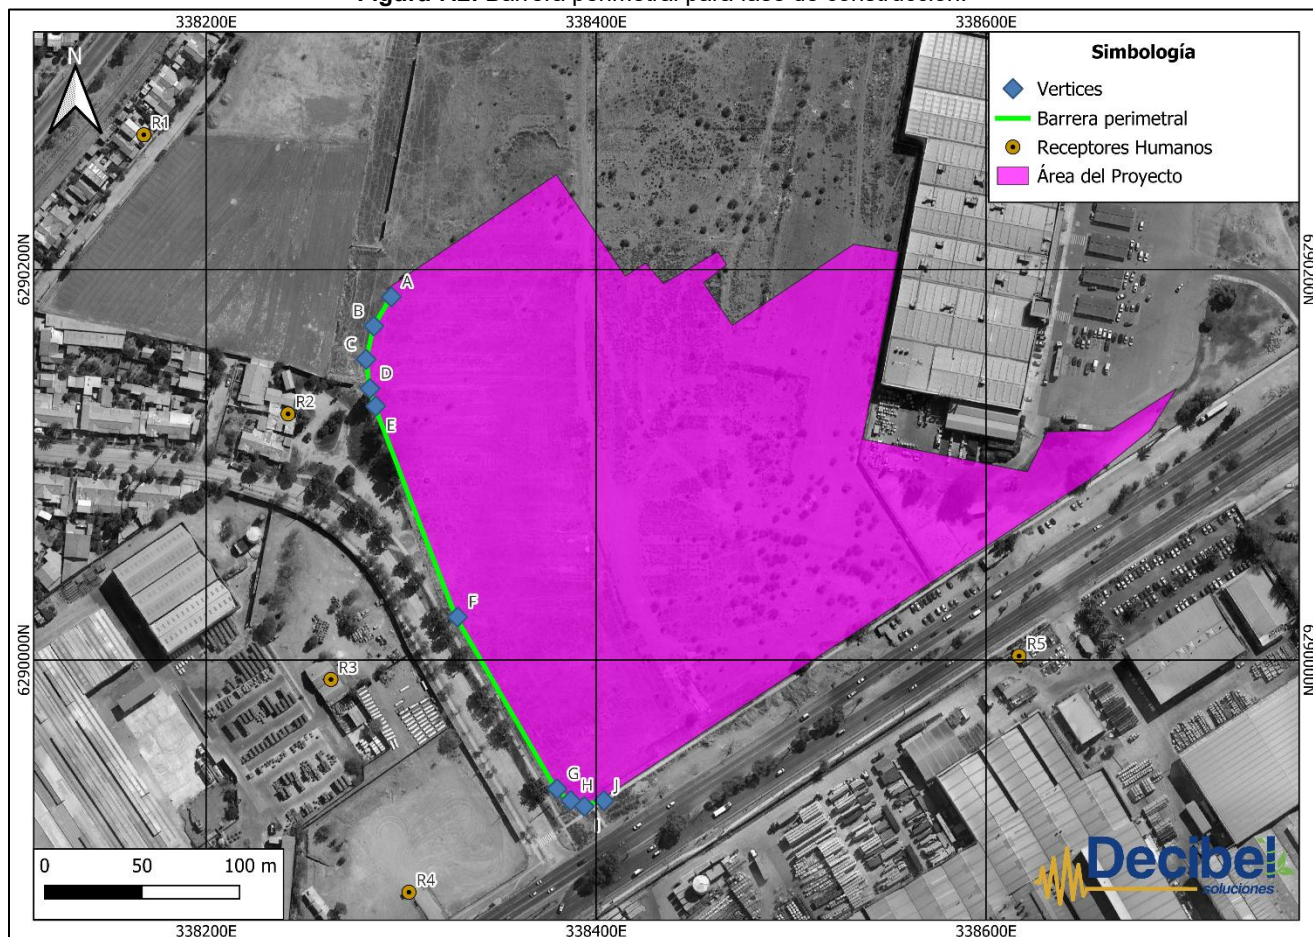 Figura 7.2. Barrera perimetral para fase de construcción.
338200E
338400E
338600E
N
Simbología
Vertices
Barrera perimetral
Receptores Humanos
Área del Proyecto
R1
6290200N
6290200N
A
B
C
D
R2
E
F
6290000N
6290000N
R3
R5
G
H
J
I
0 50 100 m
R4
Decibel
soluciones
338200E
338400E
338600E